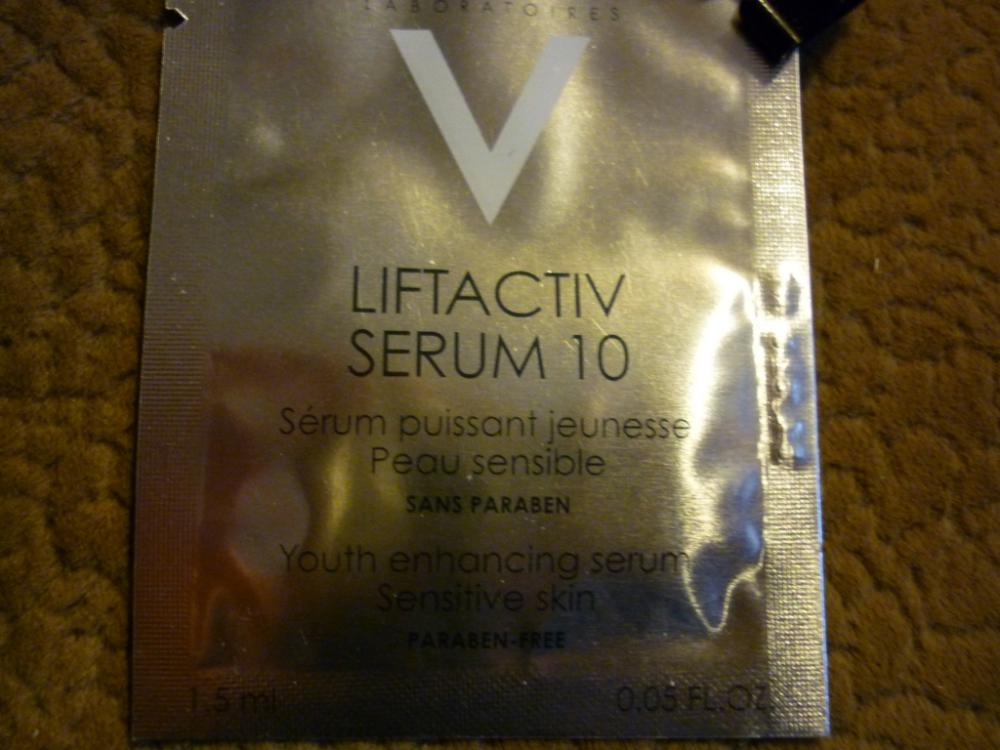 LABORATOIRES
V
LIFTACTIV
SERUM 10
Sérum puissant jeunesse
Peau sensible
SANS PARABEN
Youth enhancing serum
Sensitive skin
PARABEN-FREE
1.5 ml 0.05 FL.OZ.